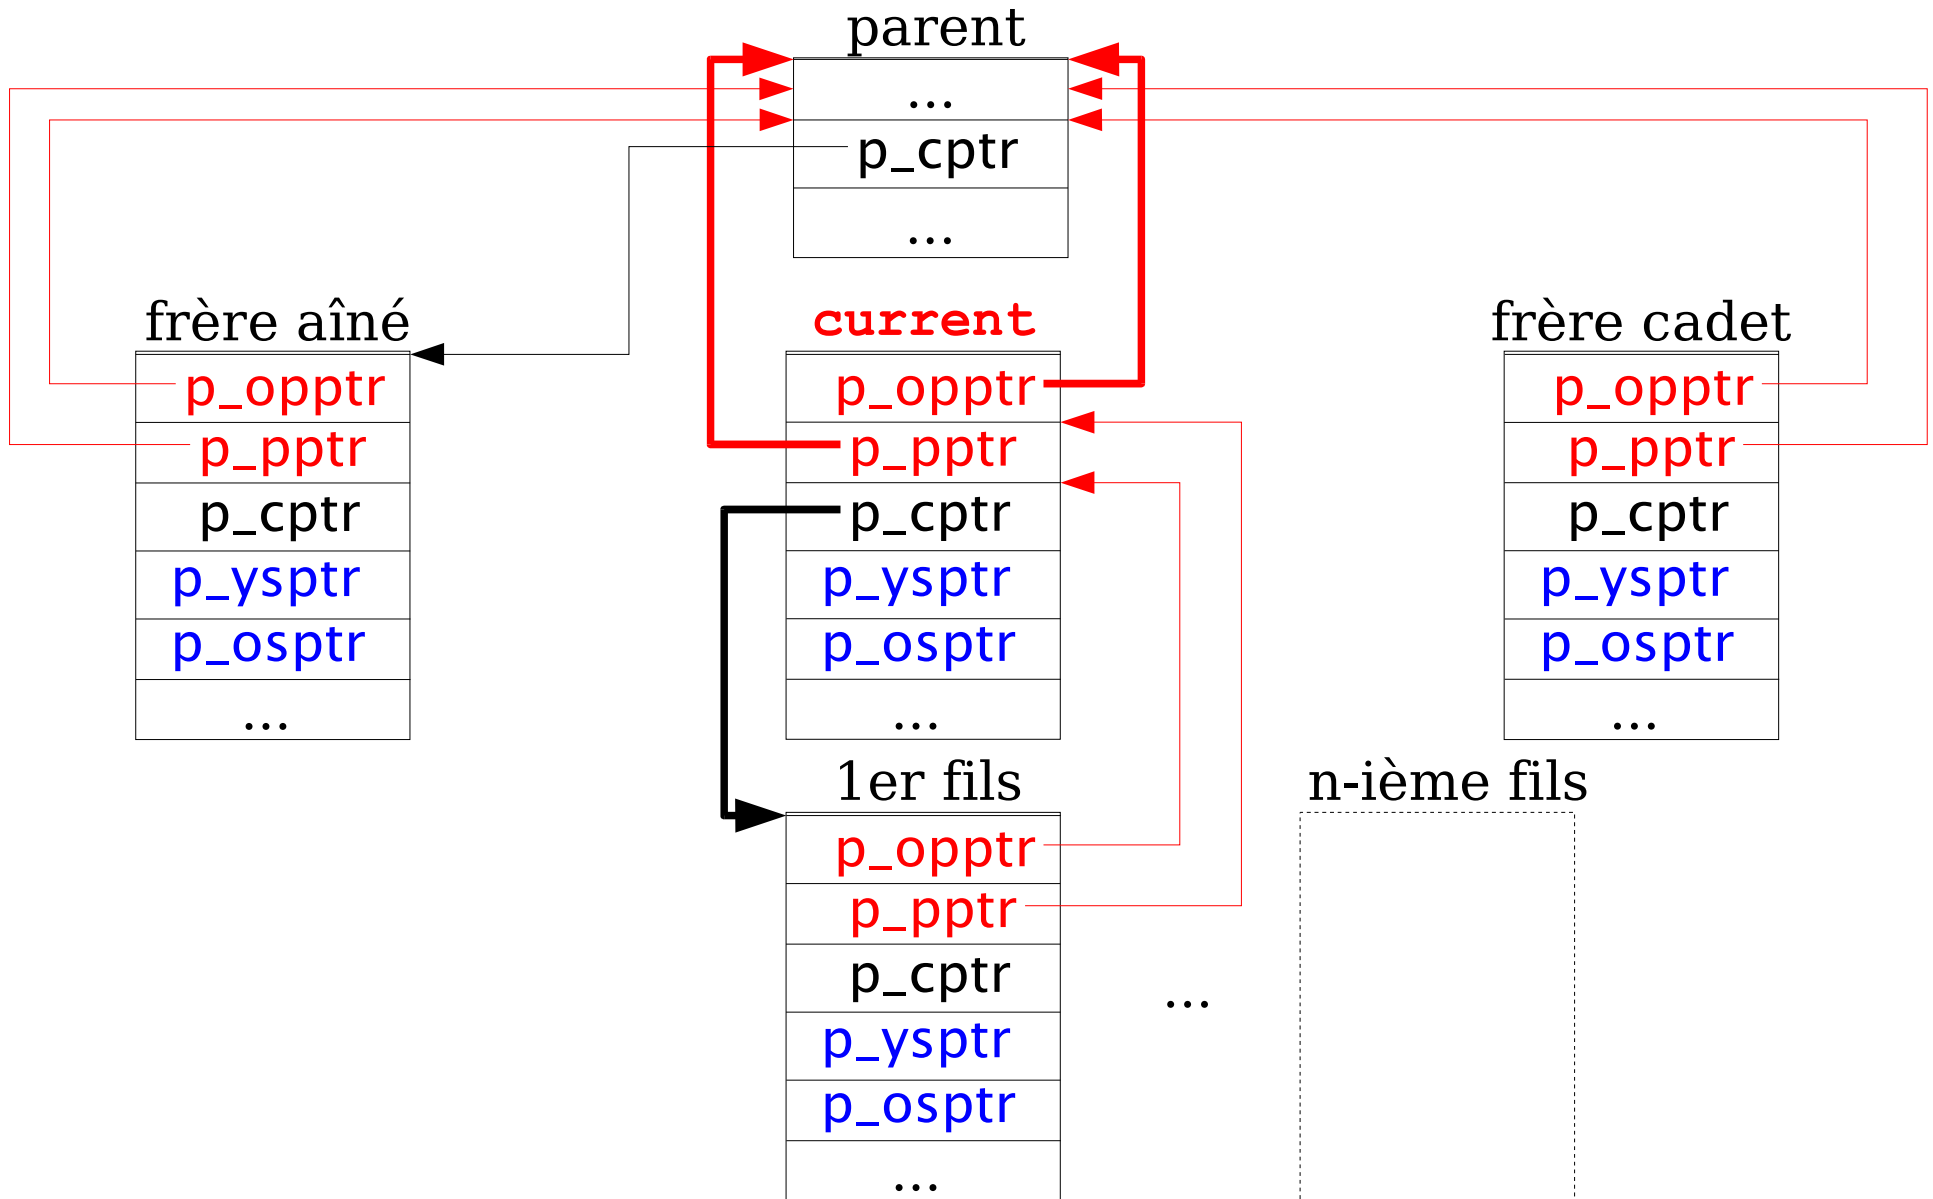 parent
...
p_cptr
...
frère aîné
p_opptr
p_pptr
p_cptr
p_ysptr
p_osptr
...
current
p_opptr
p_pptr
p_cptr
p_ysptr
p_osptr
...
frère cadet
p_opptr
p_pptr
p_cptr
p_ysptr
p_osptr
...
1er fils
p_opptr
p_pptr
p_cptr
p_ysptr
p_osptr
...
...
n-ième fils